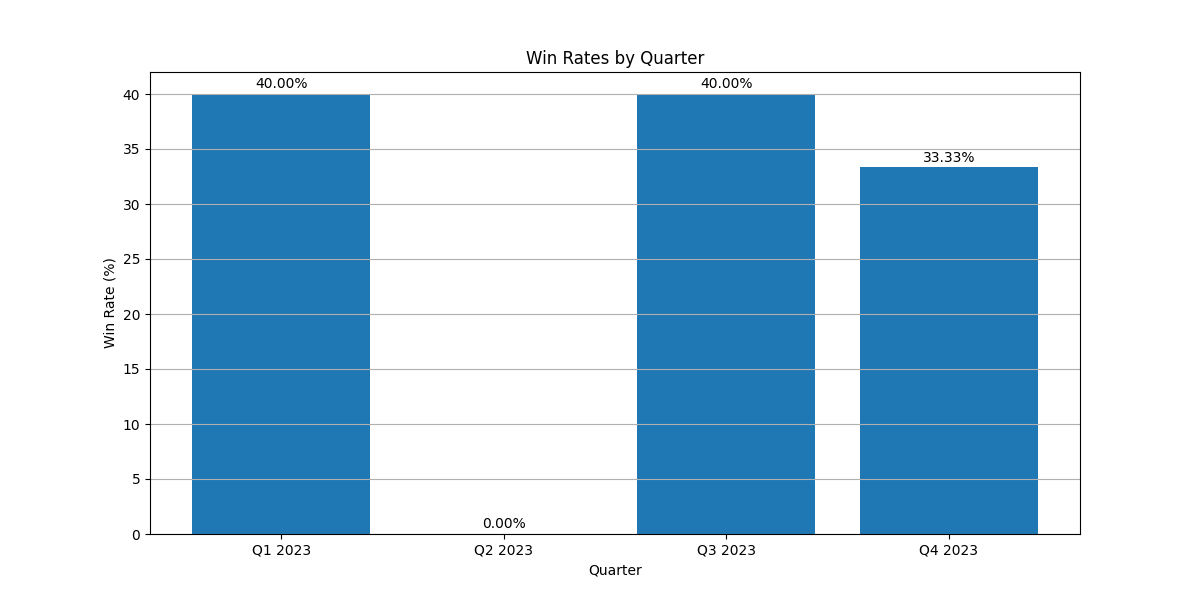 Win Rates by Quarter
40.00%
0.00%
40.00%
33.33%
40
35
30
25
20
15
10
5
0
Win Rate (%)
Q1 2023
Q2 2023
Q3 2023
Q4 2023
Quarter